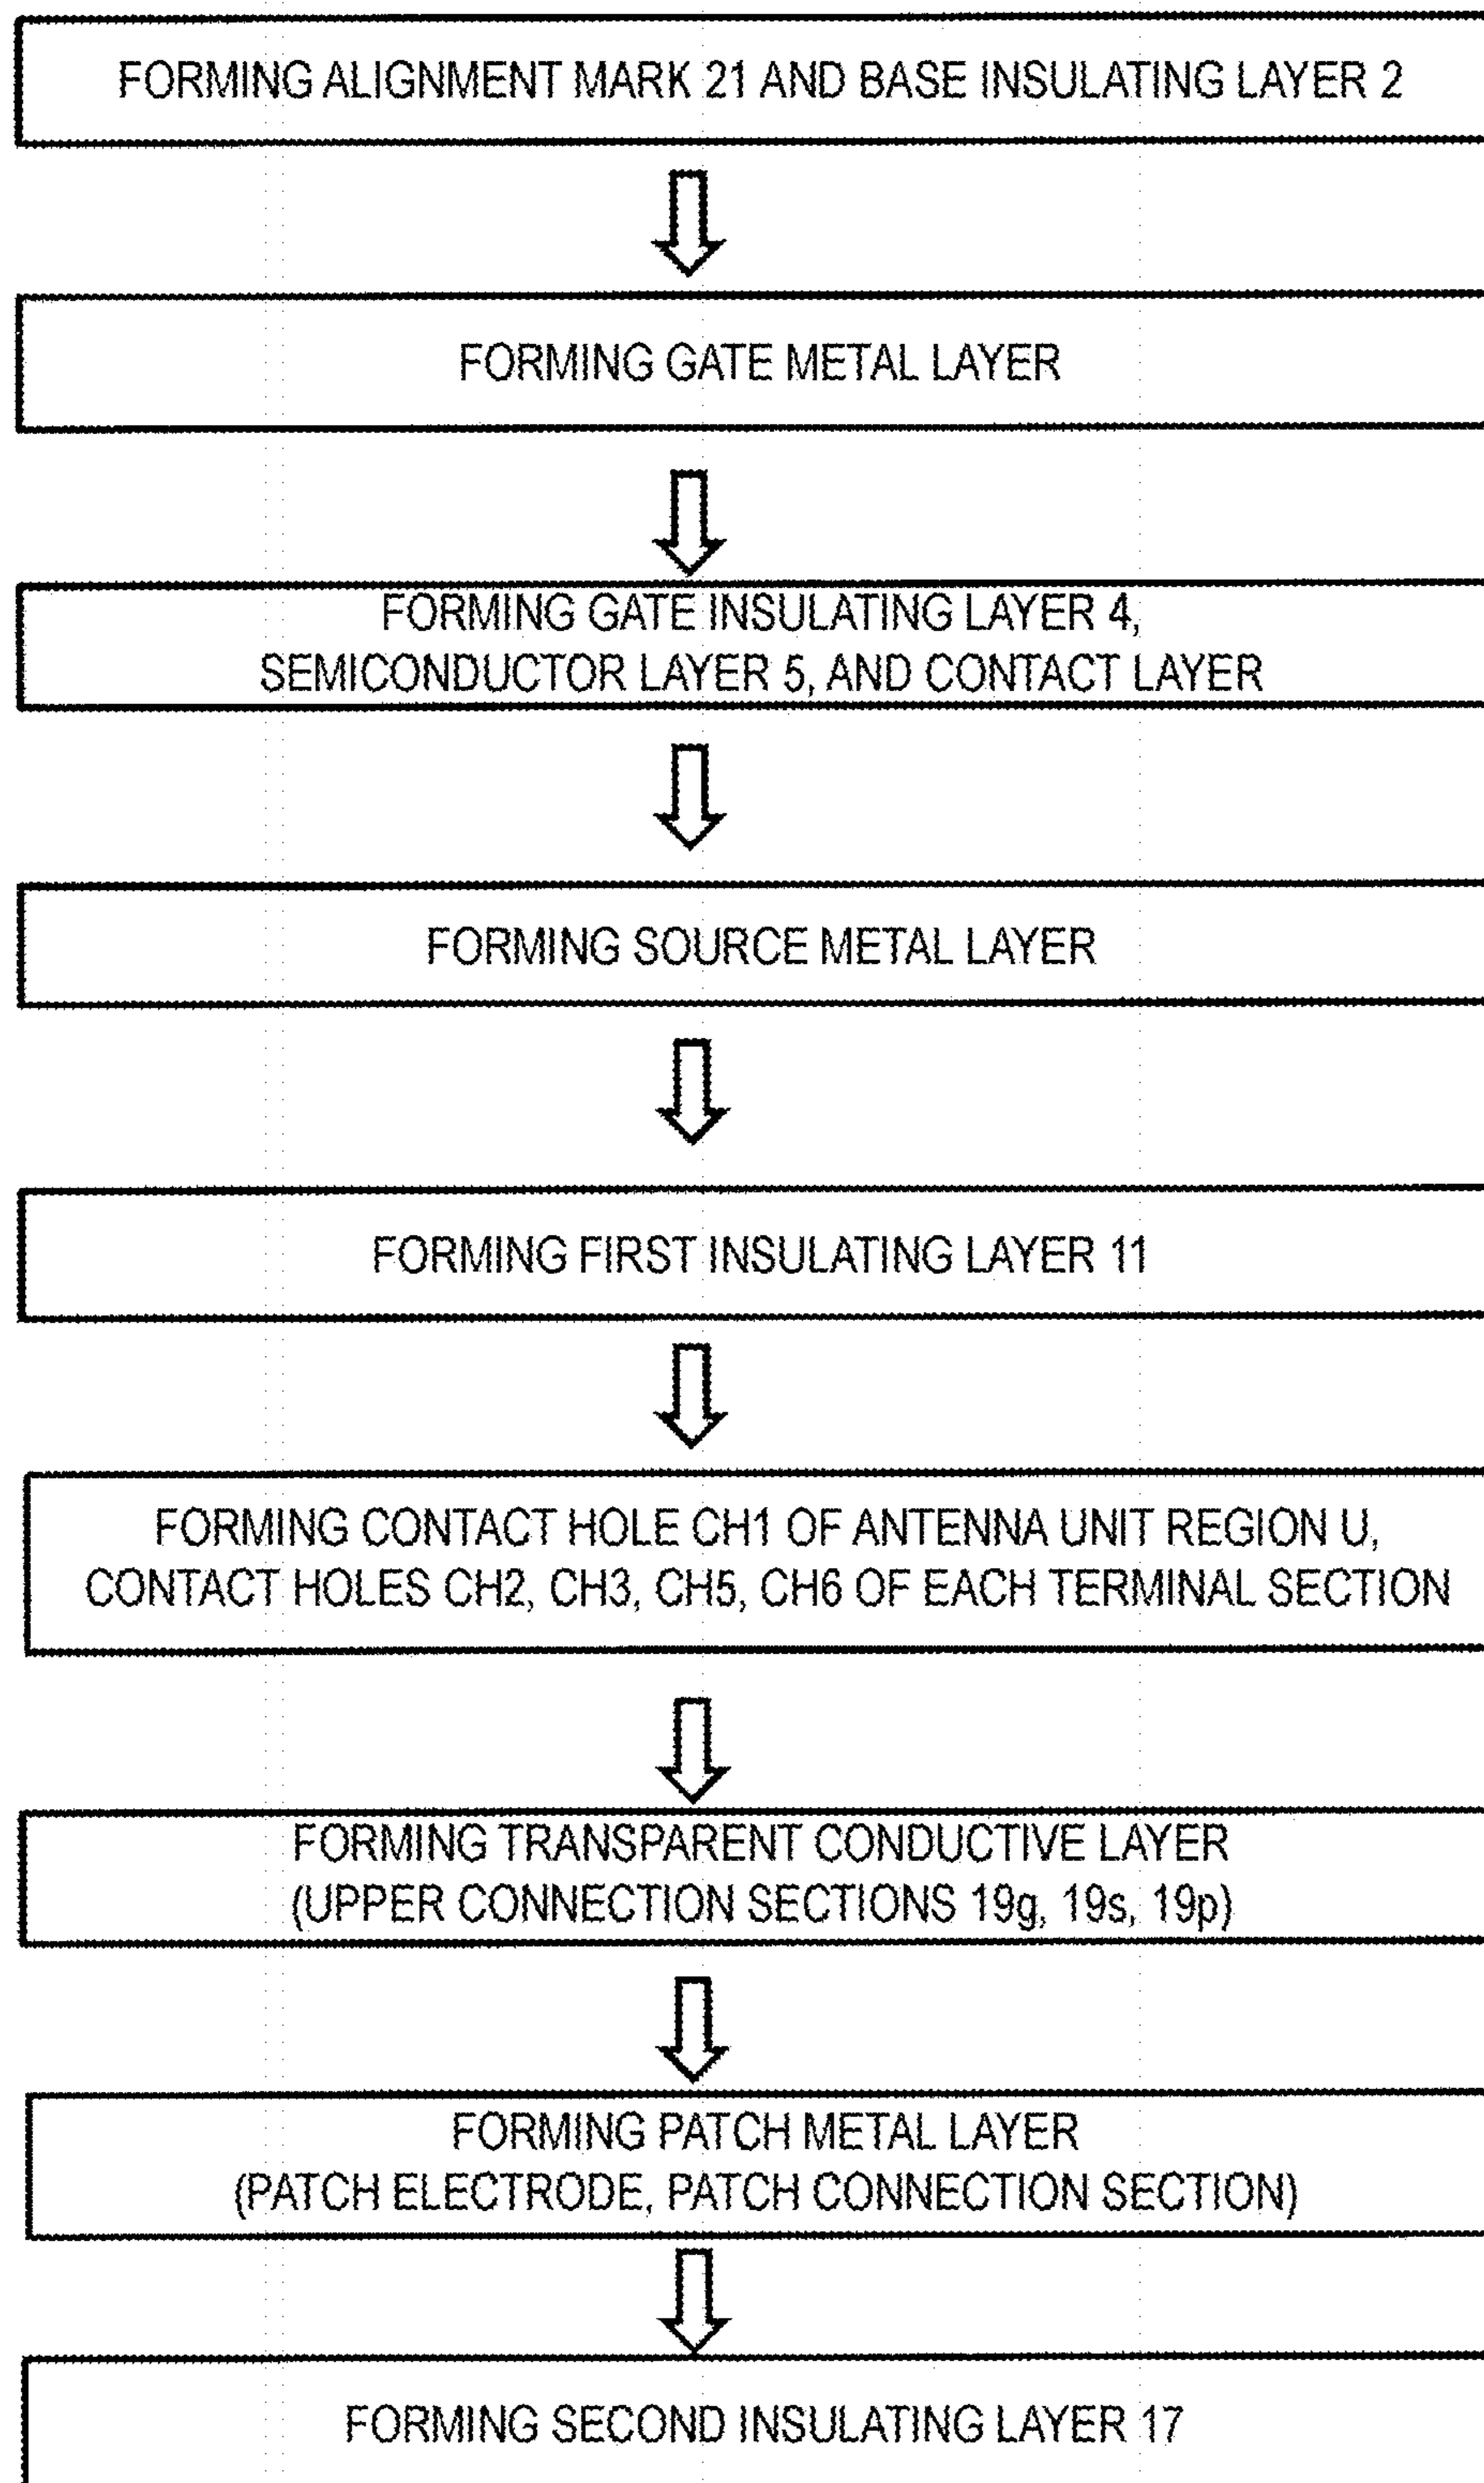 FORMING ALIGNMENT MARK 21 AND BASE INSULATING LAYER 2
FORMING GATE METAL LAYER
FORMING GATE INSULATING LAYER 4,
SEMICONDUCTOR LAYER 5, AND CONTACT LAYER
FORMING SOURCE METAL LAYER
FORMING FIRST INSULATING LAYER 11
FORMING CONTACT HOLE CH1 OF ANTENNA UNIT REGION U,
CONTACT HOLES CH2, CH3, CH5, CH6 OF EACH TERMINAL SECTION
FORMING TRANSPARENT CONDUCTIVE LAYER
(UPPER CONNECTION SECTIONS 19g, 19s, 19p)
FORMING PATCH METAL LAYER
(PATCH ELECTRODE, PATCH CONNECTION SECTION)
FORMING SECOND INSULATING LAYER 17